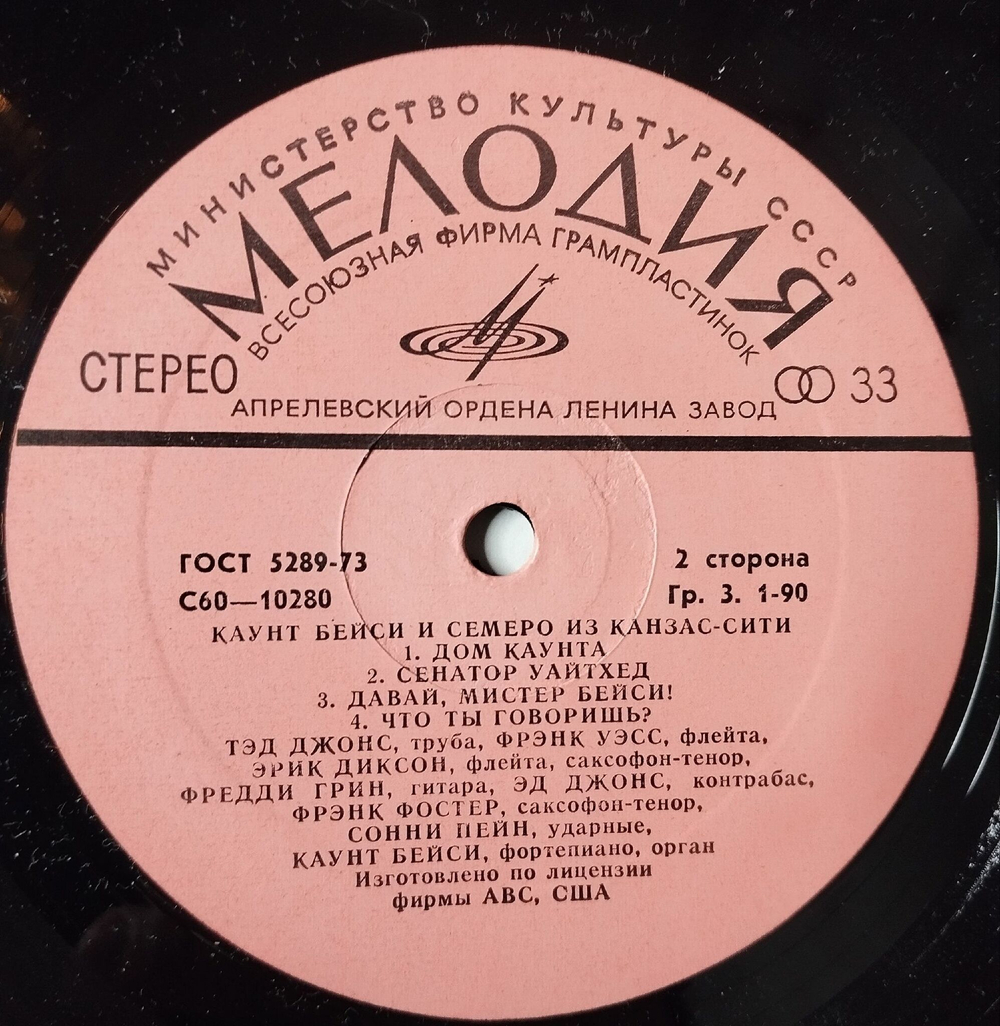 МИНИСТЕРСТВО КУЛЬТУРЫ СССР
МЕЛОДИЯ
ВСЕСОЮЗНАЯ ФИРМА ГРАМПЛАСТИНОК
СТЕРЕО
33
АПРЕЛЕВСКИЙ ОРДЕНА ЛЕНИНА ЗАВОД
ГОСТ 5289-73
2 сторона
С60—10280
Гр. 3. 1-90
КАУНТ БЕЙСИ И СЕМЕРО ИЗ КАНЗАС-СИТИ
1. ДОМ КАУНТА
2. СЕНАТОР УАЙТХЕД
3. ДАВАЙ, МИСТЕР БЕЙСИ!
4. ЧТО ТЫ ГОВОРИШЬ?
ТЭД ДЖОНС, труба, ФРЭНК УЭСС, флейта,
ЭРИК ДИКСОН, флейта, саксофон-тенор,
ФРЕДДИ ГРИН, гитара, ЭД ДЖОНС, контрабас,
ФРЭНК ФОСТЕР, саксофон-тенор,
СОННИ ПЕЙН, ударные,
КАУНТ БЕЙСИ, фортепиано, орган
Изготовлено по лицензии
фирмы ABC, США